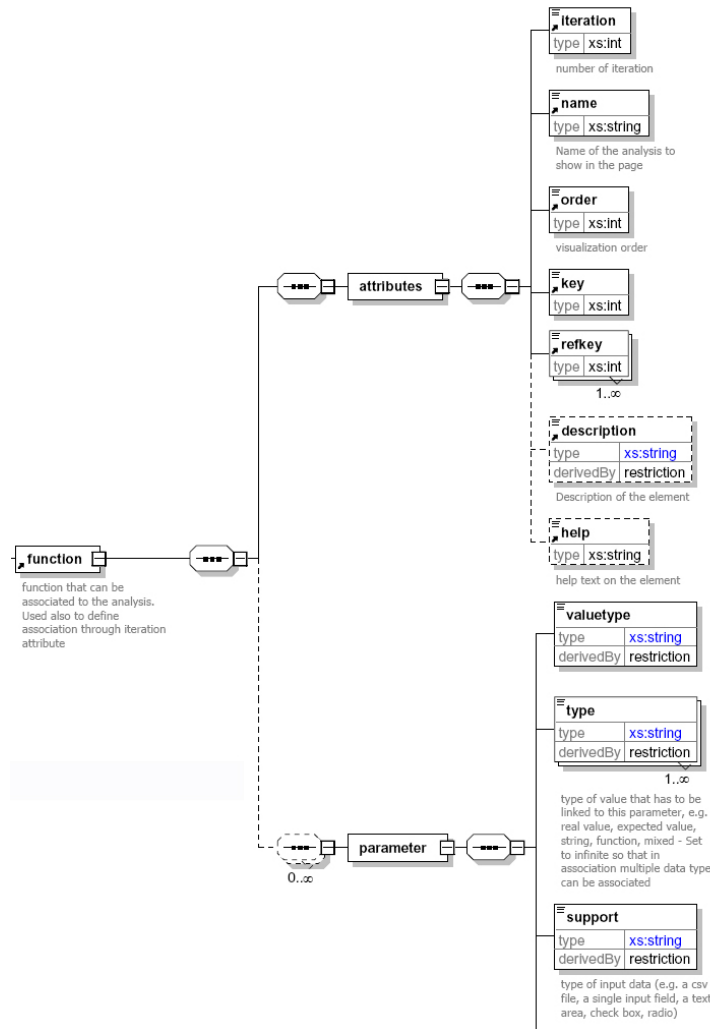 iteration
type xs:int
number of iteration
name
type xs:string
Name of the analysis to
show in the page
order
type xs:int
visualization order
key
type xs:int
attributes
refkey
type xs:int
1..∞
description
type xs:string
derivedBy restriction
Description of the element
help
type xs:string
help text on the element
function
function that can be
associated to the analysis.
Used also to define
association through iteration
attribute
valuetype
type xs:string
derivedBy restriction
type
type xs:string
derivedBy restriction
1..∞
type of value that has to be
linked to this parameter, e.g.
real value, expected value,
string, function, mixed - Set
to infinite so that in
association multiple data type
can be associated
parameter
0..∞
support
type xs:string
derivedBy restriction
type of input data (e.g. a csv
file, a single input field, a text
area, check box, radio)